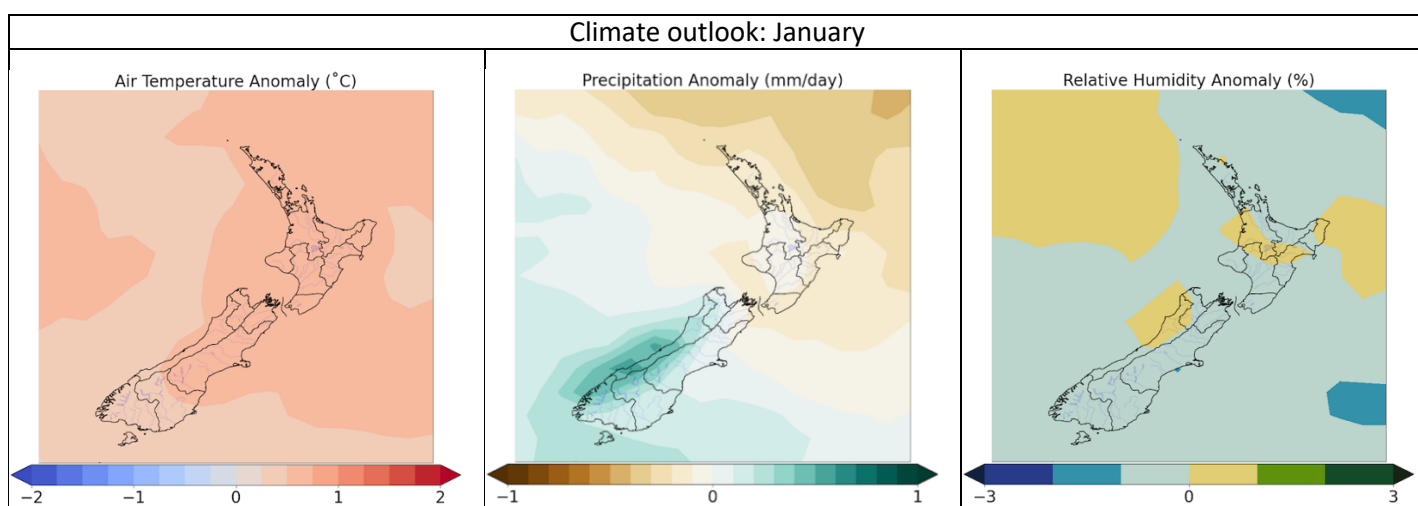 Climate outlook: January
Air Temperature Anomaly (˚C)
Precipitation Anomaly (mm/day)
Relative Humidity Anomaly (%)
−2 −1 0 1 2
−1 0 1
−3 0 3